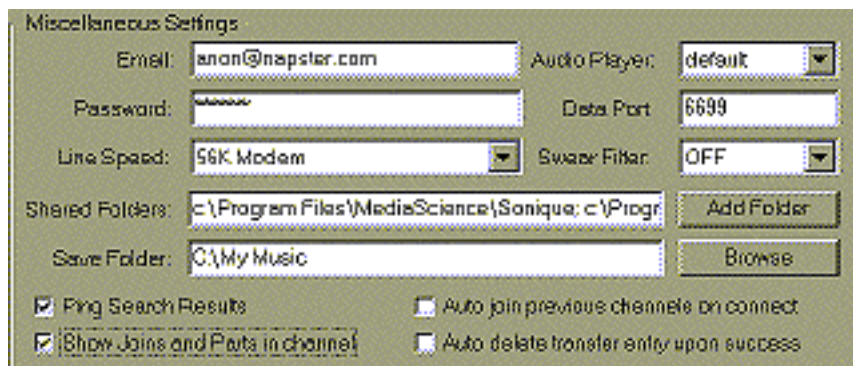 Miscellaneous Settings
Email: anon@napster.com Audio Player: default
Password: Data Port 6699
Line Speed: 56K Modem Swear Filter: OFF
Shared Folders: c:\Program Files\MediaScience\Sonique; c:\Progr Add Folder
Save Folder: C:\My Music Browse
Ping Search Results Auto join previous channels on connect
Show Joins and Parts in channel Auto delete transfer entry upon success